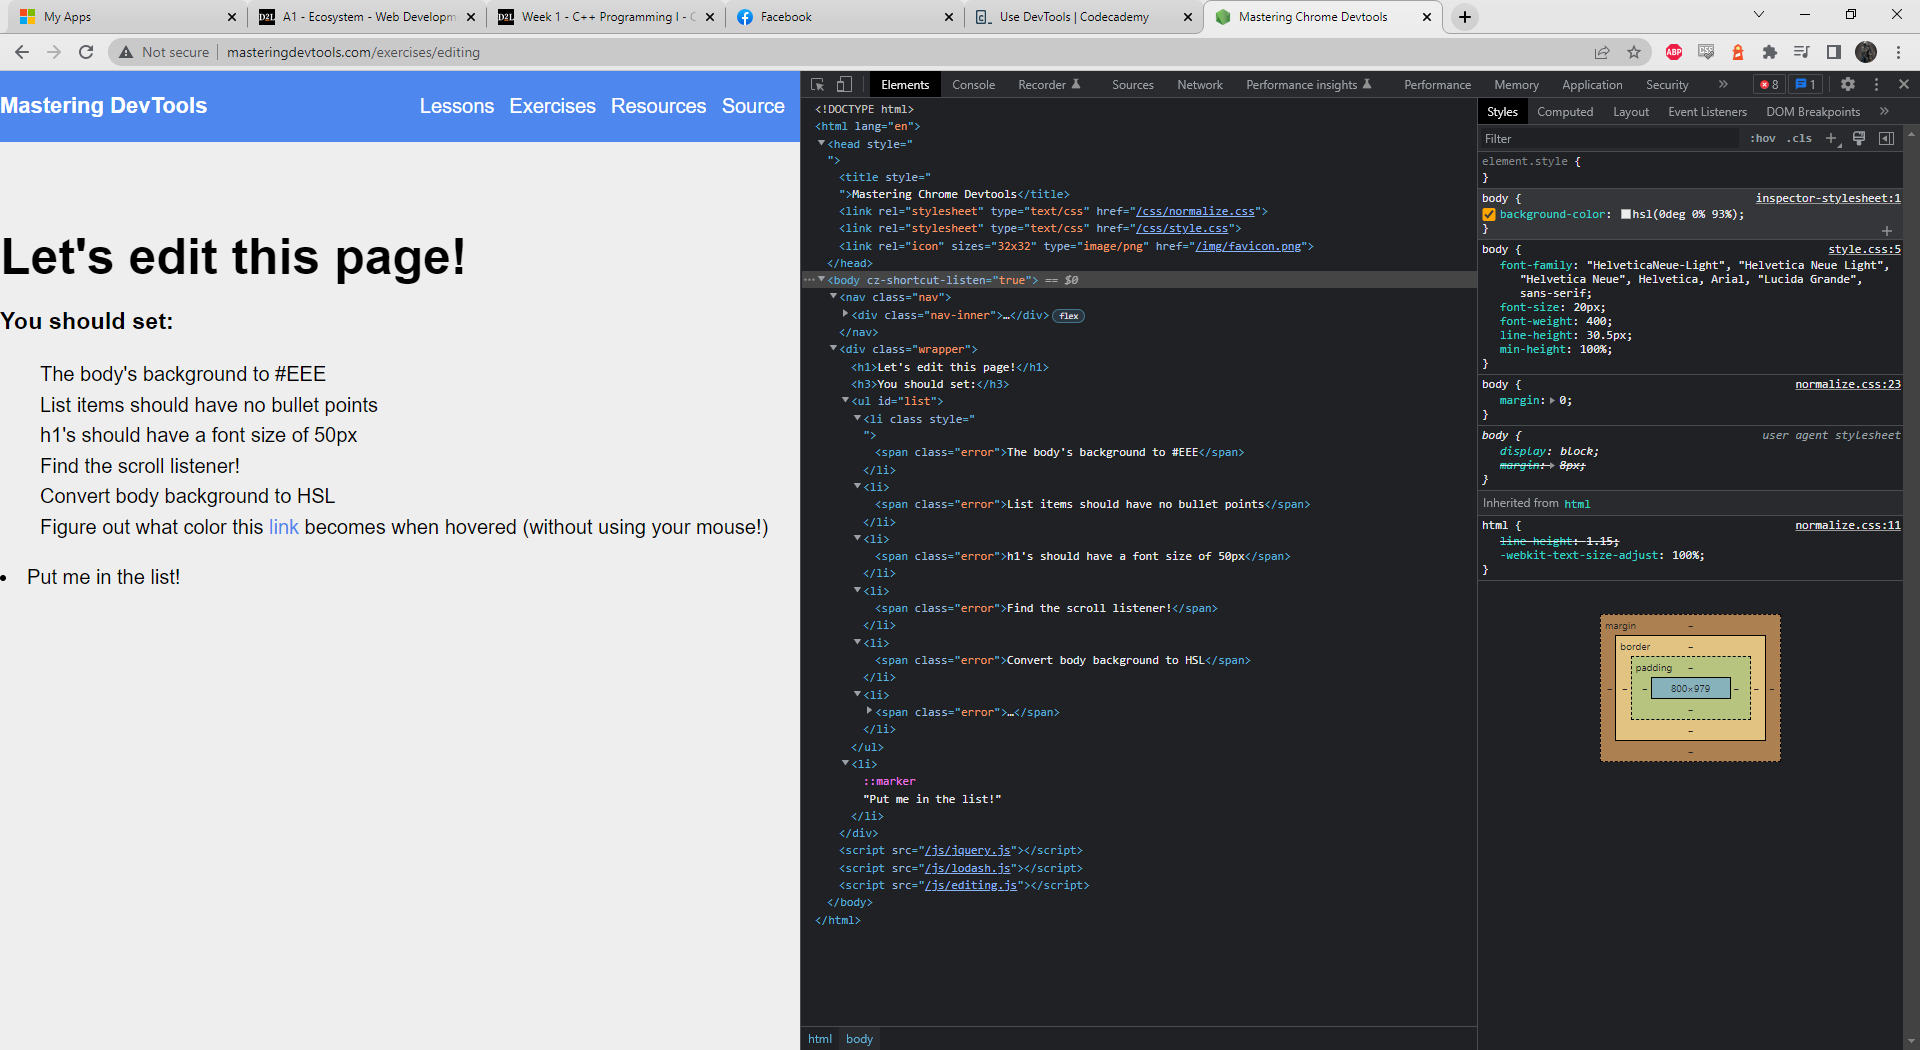 My Apps
A1 - Ecosystem - Web Developm
Week 1 - C++ Programming I - C
Facebook
Use DevTools | Codecademy
Mastering Chrome Devtools
Not secure
masteringdevtools.com/exercises/editing
Mastering DevTools
Lessons Exercises Resources Source
Let's edit this page!
You should set:
The body's background to #EEE
List items should have no bullet points
h1's should have a font size of 50px
Find the scroll listener!
Convert body background to HSL
Figure out what color this link becomes when hovered (without using your mouse!)
• Put me in the list!
Elements Console Recorder Sources Network Performance insights Performance Memory Application Security » 8 1
<!DOCTYPE html>
<html lang="en">
<head style="
">
<title style="
">Mastering Chrome Devtools</title>
<link rel="stylesheet" type="text/css" href="/css/normalize.css">
<link rel="stylesheet" type="text/css" href="/css/style.css">
<link rel="icon" sizes="32x32" type="image/png" href="/img/favicon.png">
</head>
<body cz-shortcut-listen="true"> == $0
<nav class="nav">
<div class="nav-inner">…</div> flex
</nav>
<div class="wrapper">
<h1>Let's edit this page!</h1>
<h3>You should set:</h3>
<ul id="list">
<li class style="
">
<span class="error">The body's background to #EEE</span>
</li>
<li>
<span class="error">List items should have no bullet points</span>
</li>
<li>
<span class="error">h1's should have a font size of 50px</span>
</li>
<li>
<span class="error">Find the scroll listener!</span>
</li>
<li>
<span class="error">Convert body background to HSL</span>
</li>
<li>
<span class="error">…</span>
</li>
</ul>
<li>
::marker
"Put me in the list!"
</li>
</div>
<script src="/js/jquery.js"></script>
<script src="/js/lodash.js"></script>
<script src="/js/editing.js"></script>
</body>
</html>
html body
Styles Computed Layout Event Listeners DOM Breakpoints »
Filter :hov .cls
element.style {
}
body { inspector-stylesheet:1
background-color: hsl(0deg 0% 93%);
}
body { style.css:5
font-family: "HelveticaNeue-Light", "Helvetica Neue Light",
"Helvetica Neue", Helvetica, Arial, "Lucida Grande",
sans-serif;
font-size: 20px;
font-weight: 400;
line-height: 30.5px;
min-height: 100%;
}
body { normalize.css:23
margin: 0;
}
body { user agent stylesheet
display: block;
margin: 8px;
}
Inherited from html
html { normalize.css:11
line-height: 1.15;
-webkit-text-size-adjust: 100%;
}
margin –
border –
padding –
– – – 800×979 – – –
–
–
–